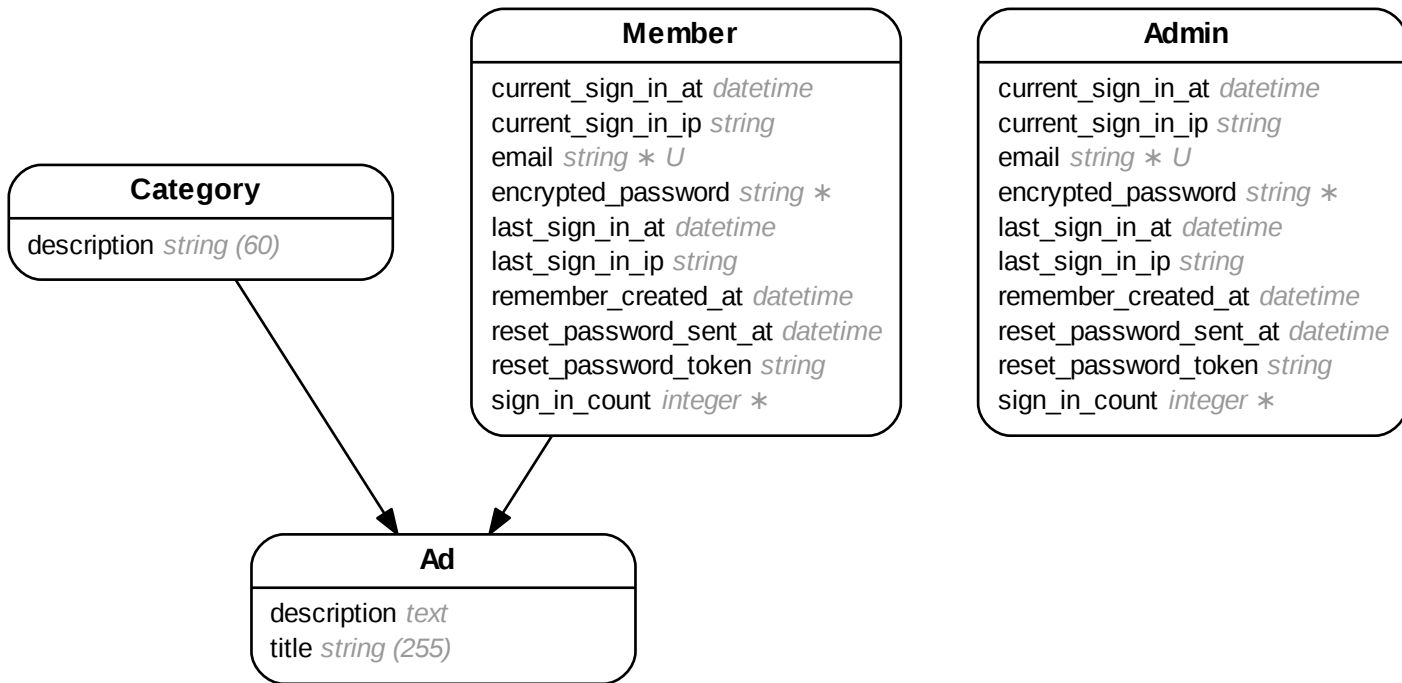 Member
current_sign_in_at datetime
current_sign_in_ip string
email string ∗ U
encrypted_password string ∗
last_sign_in_at datetime
last_sign_in_ip string
remember_created_at datetime
reset_password_sent_at datetime
reset_password_token string
sign_in_count integer ∗
Admin
current_sign_in_at datetime
current_sign_in_ip string
email string ∗ U
encrypted_password string ∗
last_sign_in_at datetime
last_sign_in_ip string
remember_created_at datetime
reset_password_sent_at datetime
reset_password_token string
sign_in_count integer ∗
Category
description string (60)
Ad
description text
title string (255)